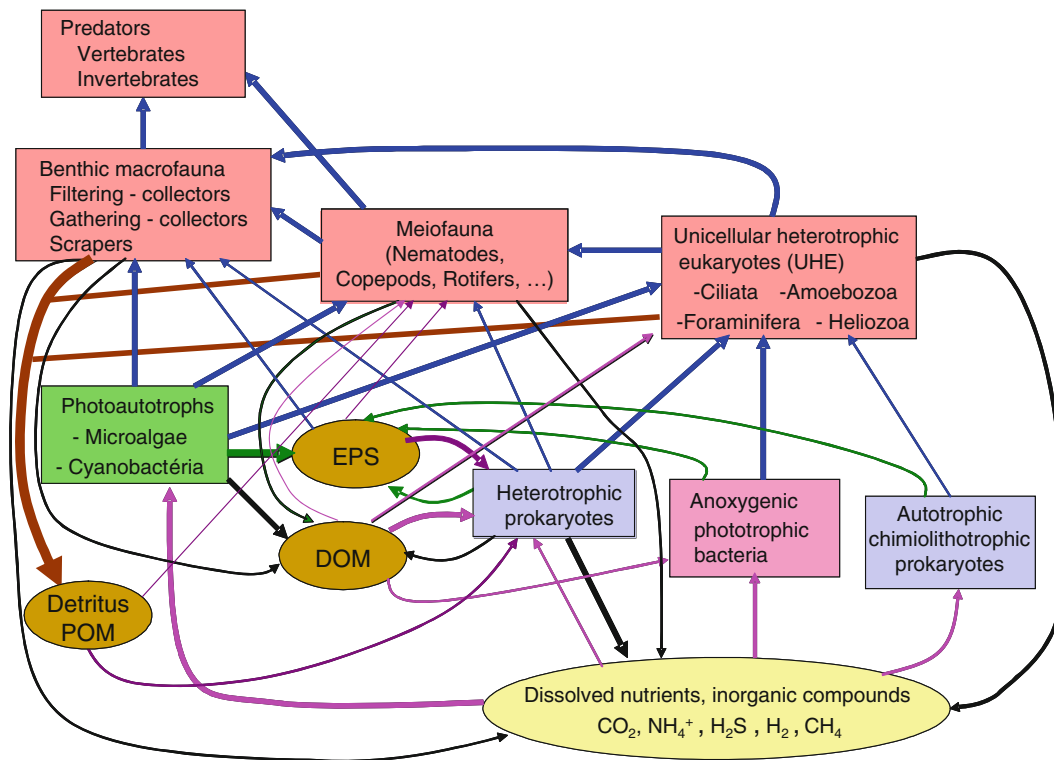 Predators
Vertebrates
Invertebrates
Benthic macrofauna
Filtering - collectors
Gathering - collectors
Scrapers
Meiofauna
(Nematodes,
Copepods, Rotifers, …)
Unicellular heterotrophic
eukaryotes (UHE)
-Ciliata -Amoebozoa
-Foraminifera - Heliozoa
Photoautotrophs
- Microalgae
- Cyanobactéria
EPS
Heterotrophic
prokaryotes
Anoxygenic
phototrophic
bacteria
Autotrophic
chimiolithotrophic
prokaryotes
DOM
Detritus
POM
Dissolved nutrients, inorganic compounds
CO₂, NH₄⁺ , H₂S , H₂ , CH₄